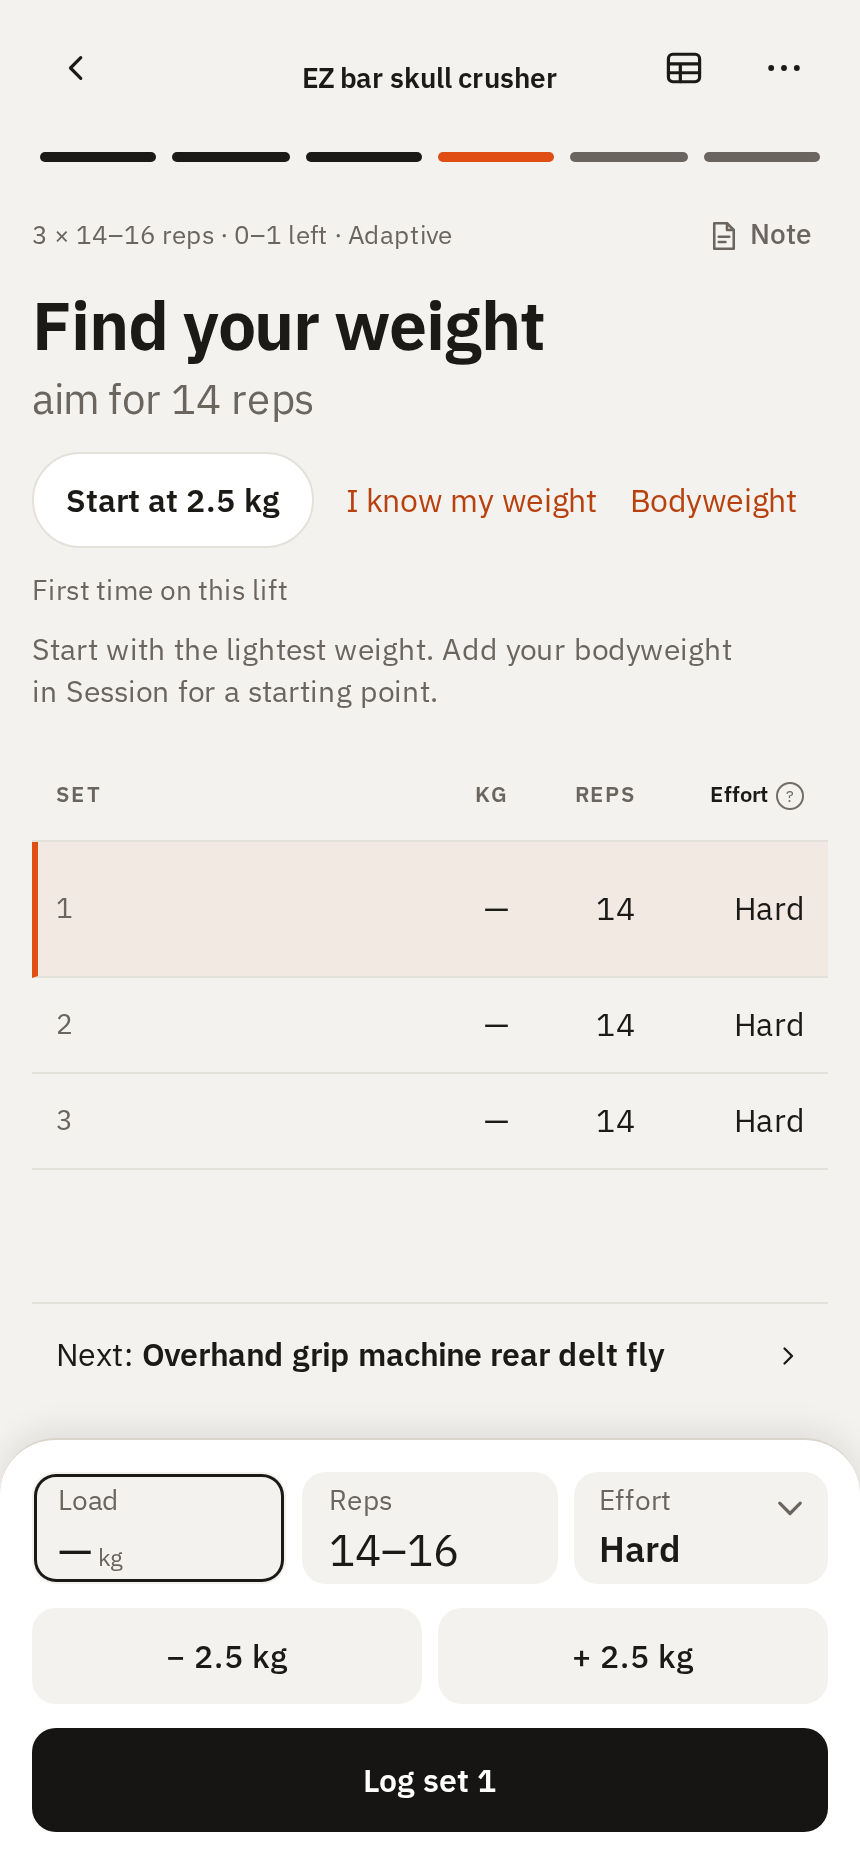 EZ bar skull crusher
3 × 14–16 reps · 0–1 left · Adaptive
Note
Find your weight
aim for 14 reps
Start at 2.5 kg
I know my weight
Bodyweight
First time on this lift
Start with the lightest weight. Add your bodyweight
in Session for a starting point.
SET KG REPS Effort ?
1 — 14 Hard
2 — 14 Hard
3 — 14 Hard
Next: Overhand grip machine rear delt fly
Load Reps Effort
— kg 14–16 Hard
− 2.5 kg + 2.5 kg
Log set 1